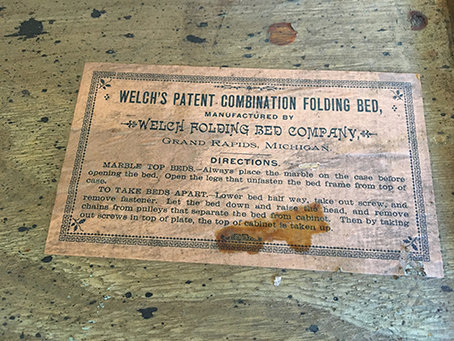 WELCH'S PATENT COMBINATION FOLDING BED,
MANUFACTURED BY
WELCH FOLDING BED COMPANY,
GRAND RAPIDS, MICHIGAN.
DIRECTIONS.
MARBLE TOP BEDS.—Always place the marble on the case before
opening the bed. Open the legs that unfasten the bed frame from top of
case.
TO TAKE BEDS APART.—Lower bed half way, take out screw, and
remove fastener. Let the bed down and raise the head, and remove
chains from pulleys that separate the bed from cabinet. Then by taking
out screws in top of plate, the top of cabinet is taken up.